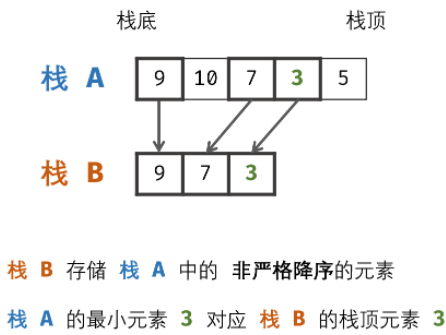 栈底 栈顶
栈 A 9 10 7 3 5
栈 B 9 7 3
栈 B 存储 栈 A 中的 非严格降序的元素
栈 A 的最小元素 3 对应 栈 B 的栈顶元素 3